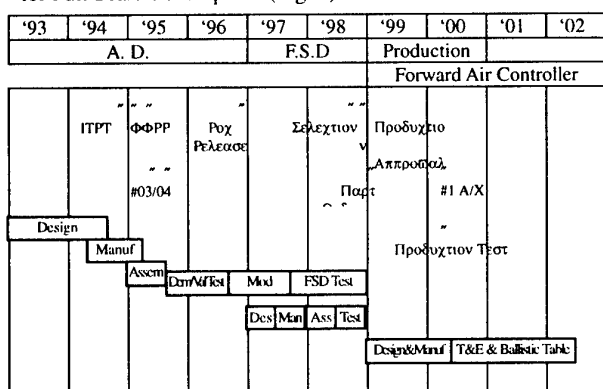 '93 '94 '95 '96 '97 '98 '99 '00 '01 '02
A. D. F.S.D Production
Forward Air Controller
ΙΤΡΤ ΦΦΡΡ Ροχ Σελεχτιον Προδυχτιο
Ρελεασε ν
Αππροϖαλ
#03/04 Παρτ #1 A/X
Design
Manuf Προδυχτιον Τεστ
Assem
Dem/Val Test Mod FSD Test
Des Man Ass Test
Design&Manuf T&E & Ballistic Table